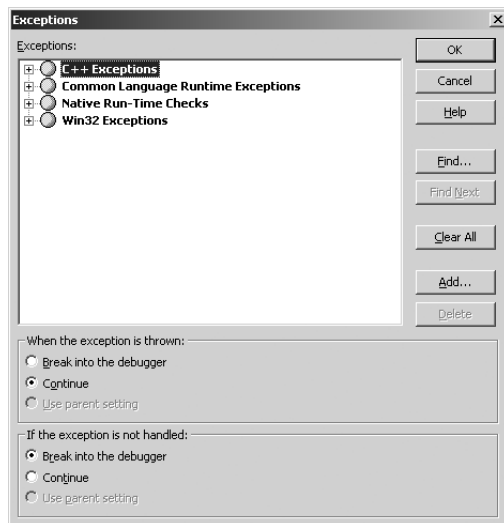 Exceptions
Exceptions:
C++ Exceptions
Common Language Runtime Exceptions
Native Run-Time Checks
Win32 Exceptions
OK
Cancel
Help
Find...
Find Next
Clear All
Add...
Delete
When the exception is thrown:
Break into the debugger
Continue
Use parent setting
If the exception is not handled:
Break into the debugger
Continue
Use parent setting